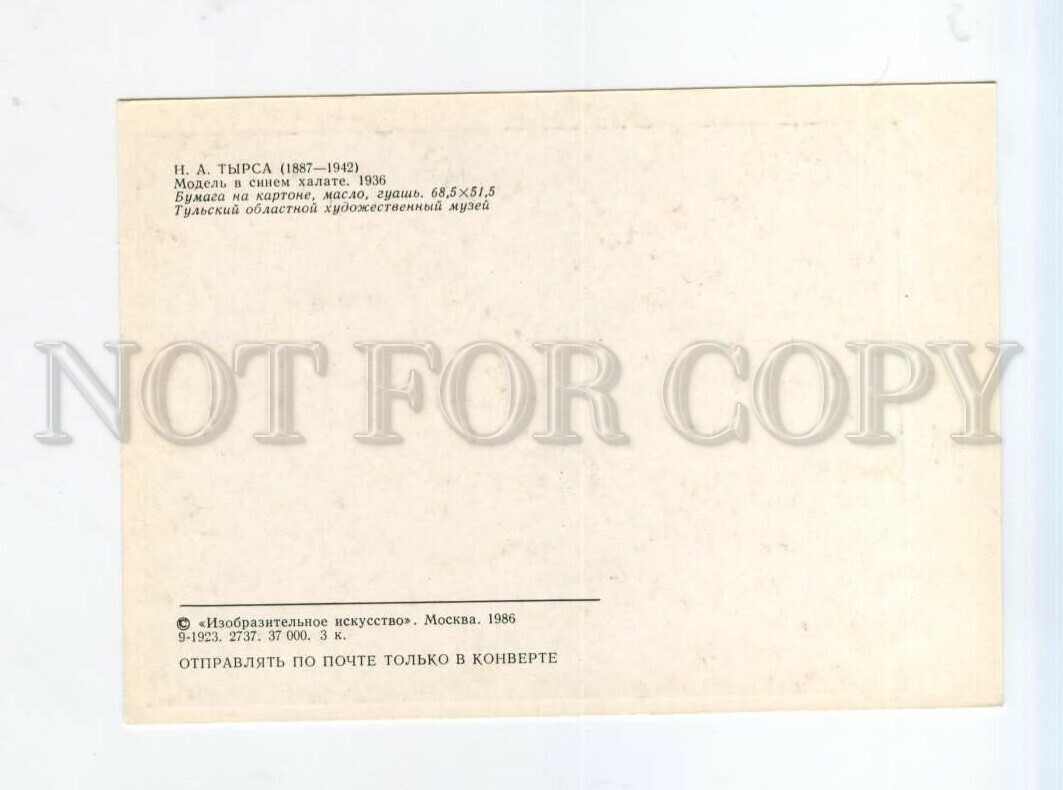 Н. А. ТЫРСА (1887—1942)
Модель в синем халате. 1936
Бумага на картоне, масло, гуашь. 68,5×51,5
Тульский областной художественный музей
NOT FOR COPY
© «Изобразительное искусство». Москва. 1986
9-1923. 2737. 37 000. 3 к.
ОТПРАВЛЯТЬ ПО ПОЧТЕ ТОЛЬКО В КОНВЕРТЕ